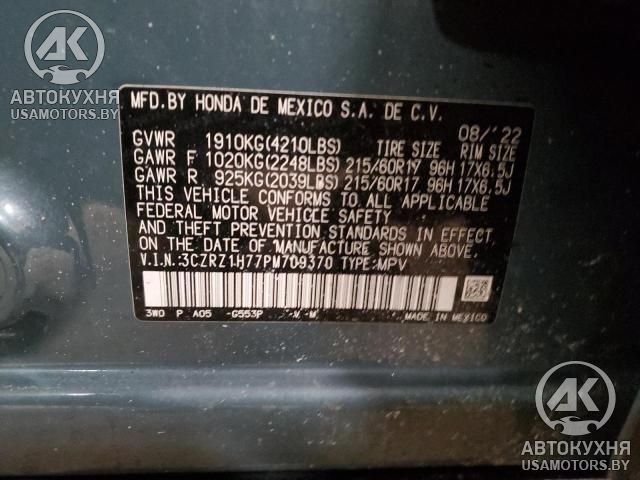 АК
АВТОКУХНЯ
USAMOTORS.BY
MFD.BY HONDA DE MEXICO S.A. DE C.V.
08/'22
GVWR 1910KG(4210LBS) TIRE SIZE RIM SIZE
GAWR F 1020KG(2248LBS) 215/60R17 96H 17X6.5J
GAWR R 925KG(2039LBS) 215/60R17 96H 17X6.5J
THIS VEHICLE CONFORMS TO ALL APPLICABLE
FEDERAL MOTOR VEHICLE SAFETY
AND THEFT PREVENTION STANDARDS IN EFFECT
ON THE DATE OF MANUFACTURE SHOWN ABOVE.
V.I.N.:3CZRZ1H77PM709370 TYPE:MPV
3W0 P A05 -G553P -M-M
MADE IN MEXICO
АК
АВТОКУХНЯ
USAMOTORS.BY